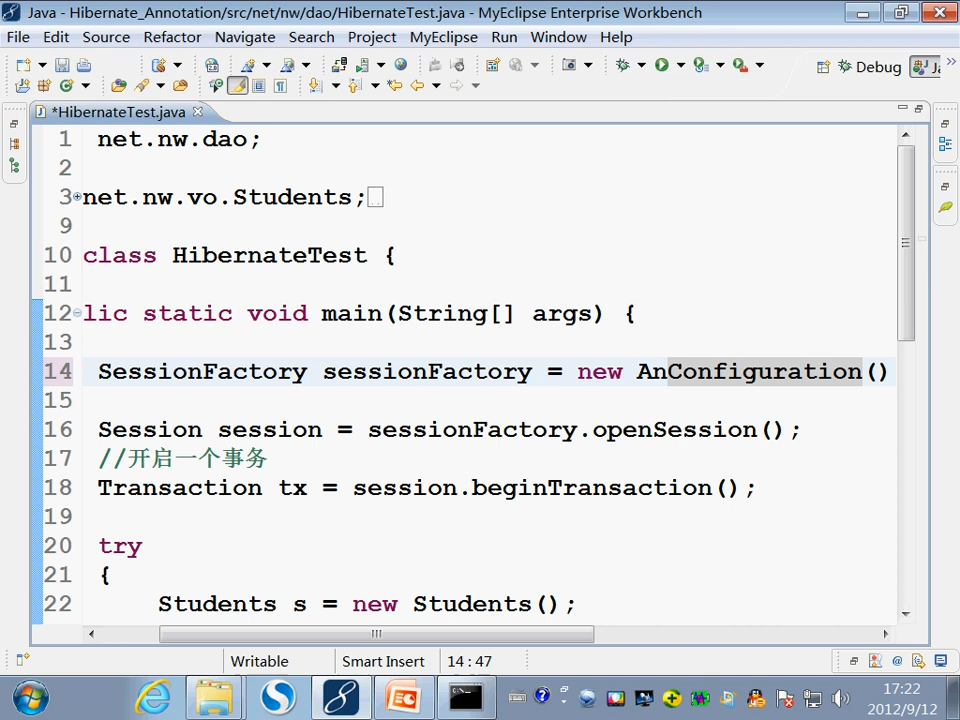 Java - Hibernate_Annotation/src/net/nw/dao/HibernateTest.java - MyEclipse Enterprise Workbench
File Edit Source Refactor Navigate Search Project MyEclipse Run Window Help
Debug Ja
*HibernateTest.java
1 net.nw.dao;
2
3 net.nw.vo.Students;
9
10 class HibernateTest {
11
12 lic static void main(String[] args) {
13
14 SessionFactory sessionFactory = new AnConfiguration()
15
16 Session session = sessionFactory.openSession();
17 //开启一个事务
18 Transaction tx = session.beginTransaction();
19
20 try
21 {
22 Students s = new Students();
Writable Smart Insert 14 : 47
17:22
2012/9/12